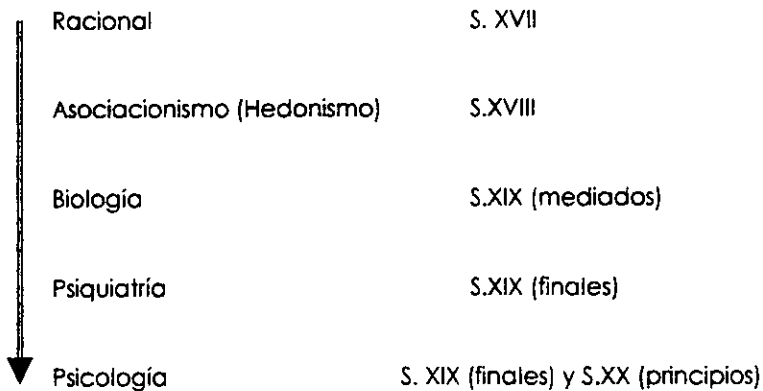 Racional S. XVII
Asociacionismo (Hedonismo) S.XVIII
Biología S.XIX (mediados)
Psiquiatría S.XIX (finales)
Psicología S. XIX (finales) y S.XX (principios)